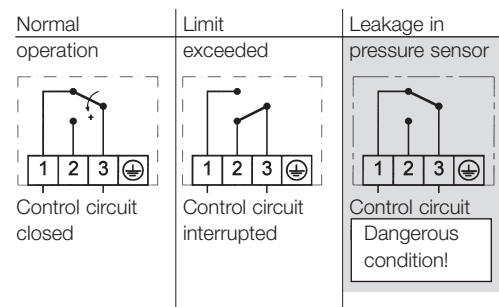 Normal
operation
1 2 3
Control circuit
closed
Limit
exceeded
1 2 3
Control circuit
interrupted
Leakage in
pressure sensor
1 2 3
Control circuit
Dangerous
condition!